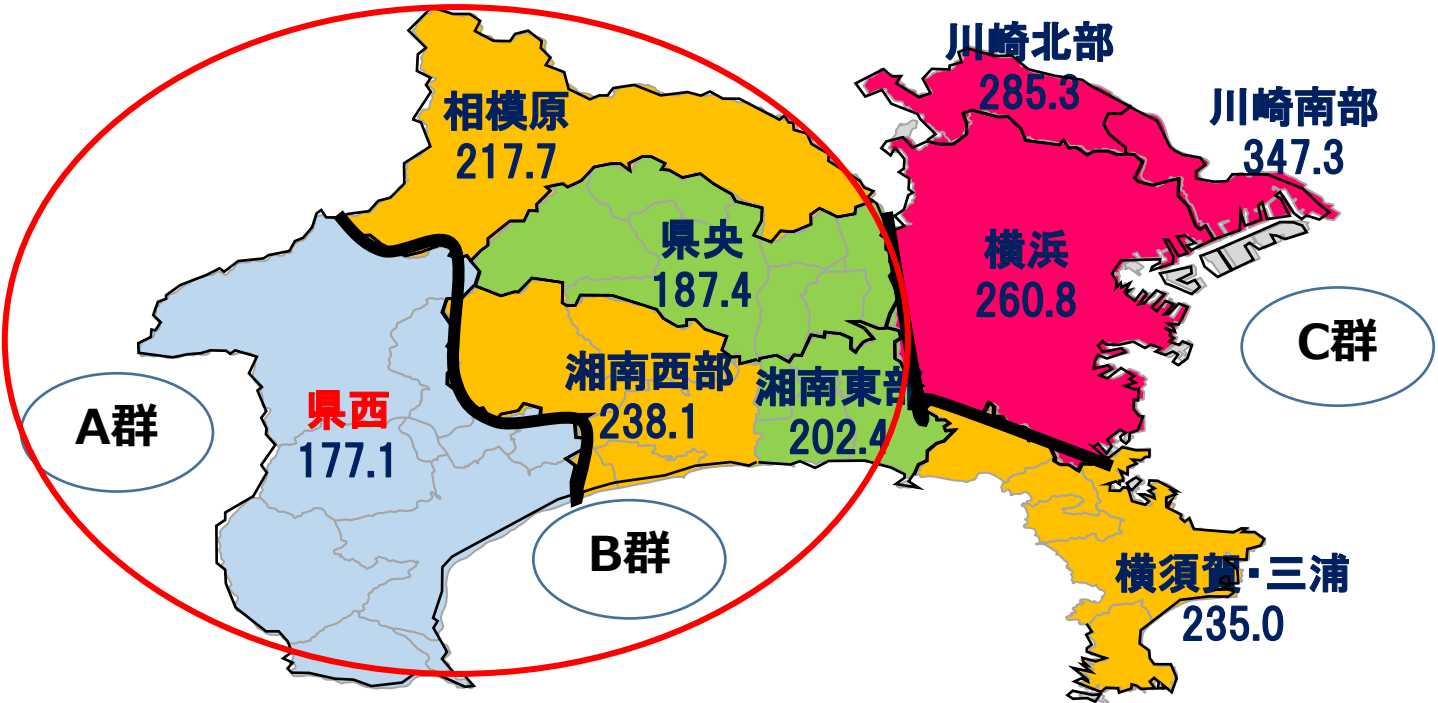 川崎北部
285.3
川崎南部
347.3
相模原
217.7
県央
187.4
横浜
260.8
C群
湘南西部
238.1
湘南東部
202.4
県西
177.1
A群
B群
横須賀・三浦
235.0